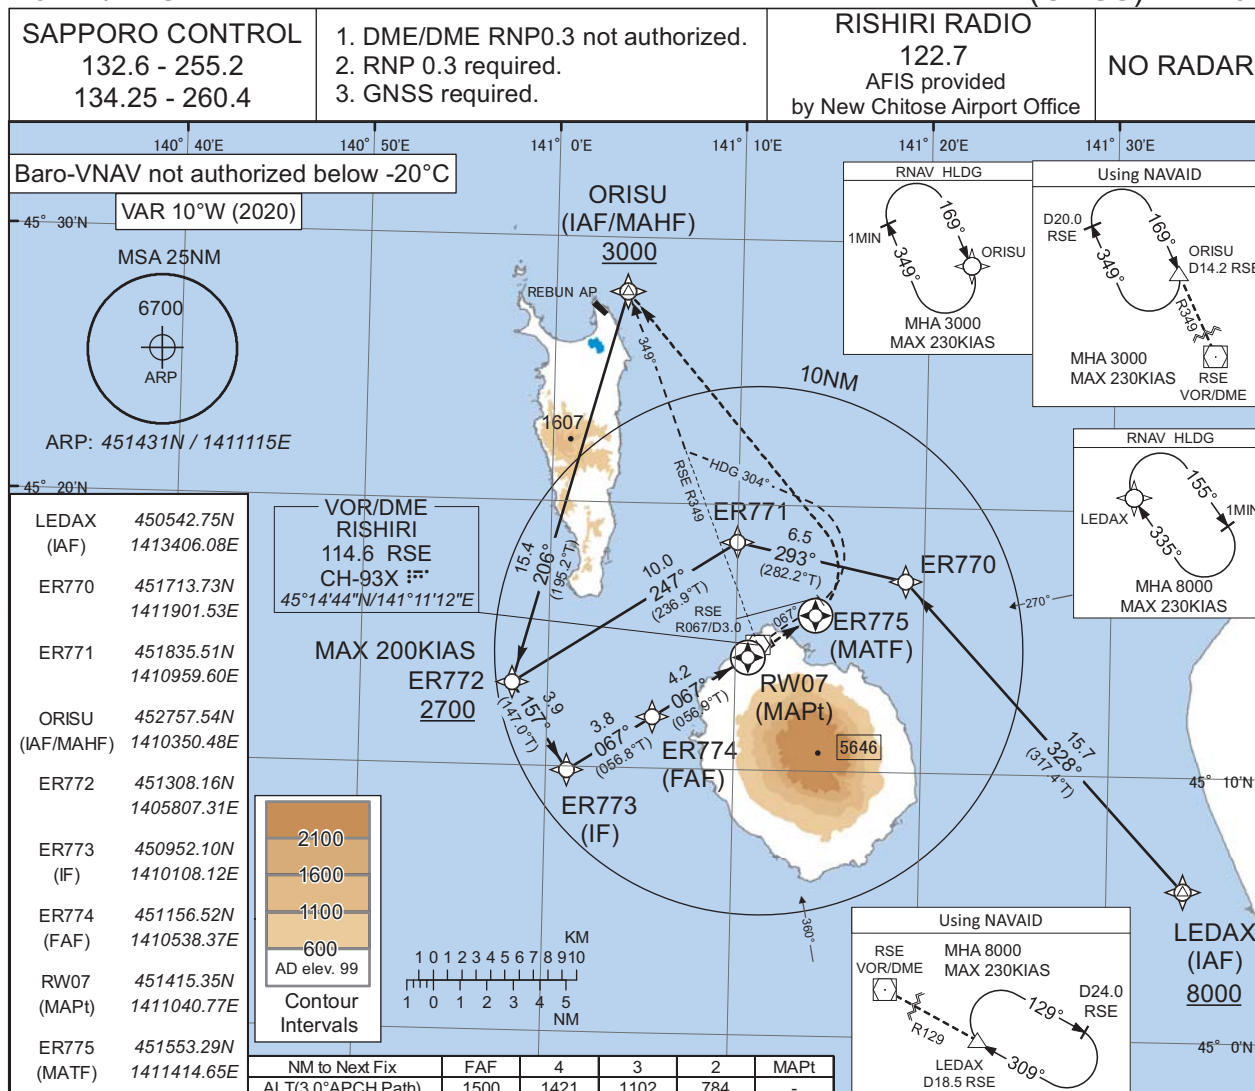 SAPPORO CONTROL
132.6 - 255.2
134.25 - 260.4
1. DME/DME RNP0.3 not authorized.
2. RNP 0.3 required.
3. GNSS required.
RISHIRI RADIO
122.7
AFIS provided
by New Chitose Airport Office
NO RADAR
140° 40'E
140° 50'E
141° 0'E
141° 10'E
141° 20'E
141° 30'E
Baro-VNAV not authorized below -20°C
VAR 10°W (2020)
45° 30'N
MSA 25NM
6700
ARP
ARP: 451431N / 1411115E
45° 20'N
ORISU
(IAF/MAHF)
3000
REBUN AP
349°
1607
10NM
RNAV HLDG
169°
1MIN
349°
ORISU
MHA 3000
MAX 230KIAS
Using NAVAID
D20.0
RSE
169°
349°
ORISU
D14.2 RSE
R349
MHA 3000
MAX 230KIAS
RSE
VOR/DME
RNAV HLDG
155°
LEDAX
1MIN
335°
MHA 8000
MAX 230KIAS
HDG 304°
RSE R349
VOR/DME
RISHIRI
114.6 RSE
CH-93X
45°14'44"N/141°11'12"E
15.4
206°
(195.2°T)
ER771
10.0
247°
(236.9°T)
6.5
293°
(282.2°T)
ER770
270°
RSE
R067/D3.0
067°
ER775
(MATF)
MAX 200KIAS
ER772
2700
3.9
157°
(147.0°T)
3.8
067°
(056.8°T)
4.2
067°
(056.9°T)
RW07
(MAPt)
ER774
(FAF)
ER773
(IF)
5646
15.7
328°
(317.4°T)
45° 10'N
360°
LEDAX
(IAF)
8000
LEDAX 450542.75N
(IAF) 1413406.08E
ER770 451713.73N
1411901.53E
ER771 451835.51N
1410959.60E
ORISU 452757.54N
(IAF/MAHF) 1410350.48E
ER772 451308.16N
1405807.31E
ER773 450952.10N
(IF) 1410108.12E
ER774 451156.52N
(FAF) 1410538.37E
RW07 451415.35N
(MAPt) 1411040.77E
ER775 451553.29N
(MATF) 1411414.65E
2100
1600
1100
600
AD elev. 99
Contour
Intervals
KM
1 0 1 2 3 4 5 6 7 8 9 10
1 0 1 2 3 4 5
NM
Using NAVAID
RSE
VOR/DME
MHA 8000
MAX 230KIAS
D24.0
RSE
129°
R129
309°
LEDAX
D18.5 RSE
45° 0'N
NM to Next Fix FAF 4 3 2 MAPt
ALT(3.0°APCH Path) 1500 1421 1102 784 -